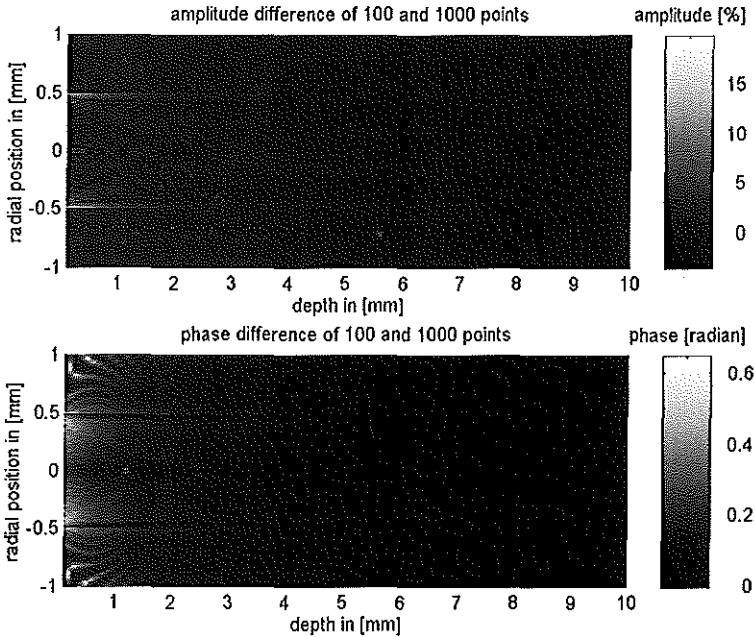 amplitude difference of 100 and 1000 points
amplitude [%]
1
0.5
0
-0.5
-1
radial position in [mm]
1 2 3 4 5 6 7 8 9 10
depth in [mm]
15
10
5
0
phase difference of 100 and 1000 points
phase [radian]
1
0.5
0
-0.5
-1
radial position in [mm]
1 2 3 4 5 6 7 8 9 10
depth in [mm]
0.6
0.4
0.2
0